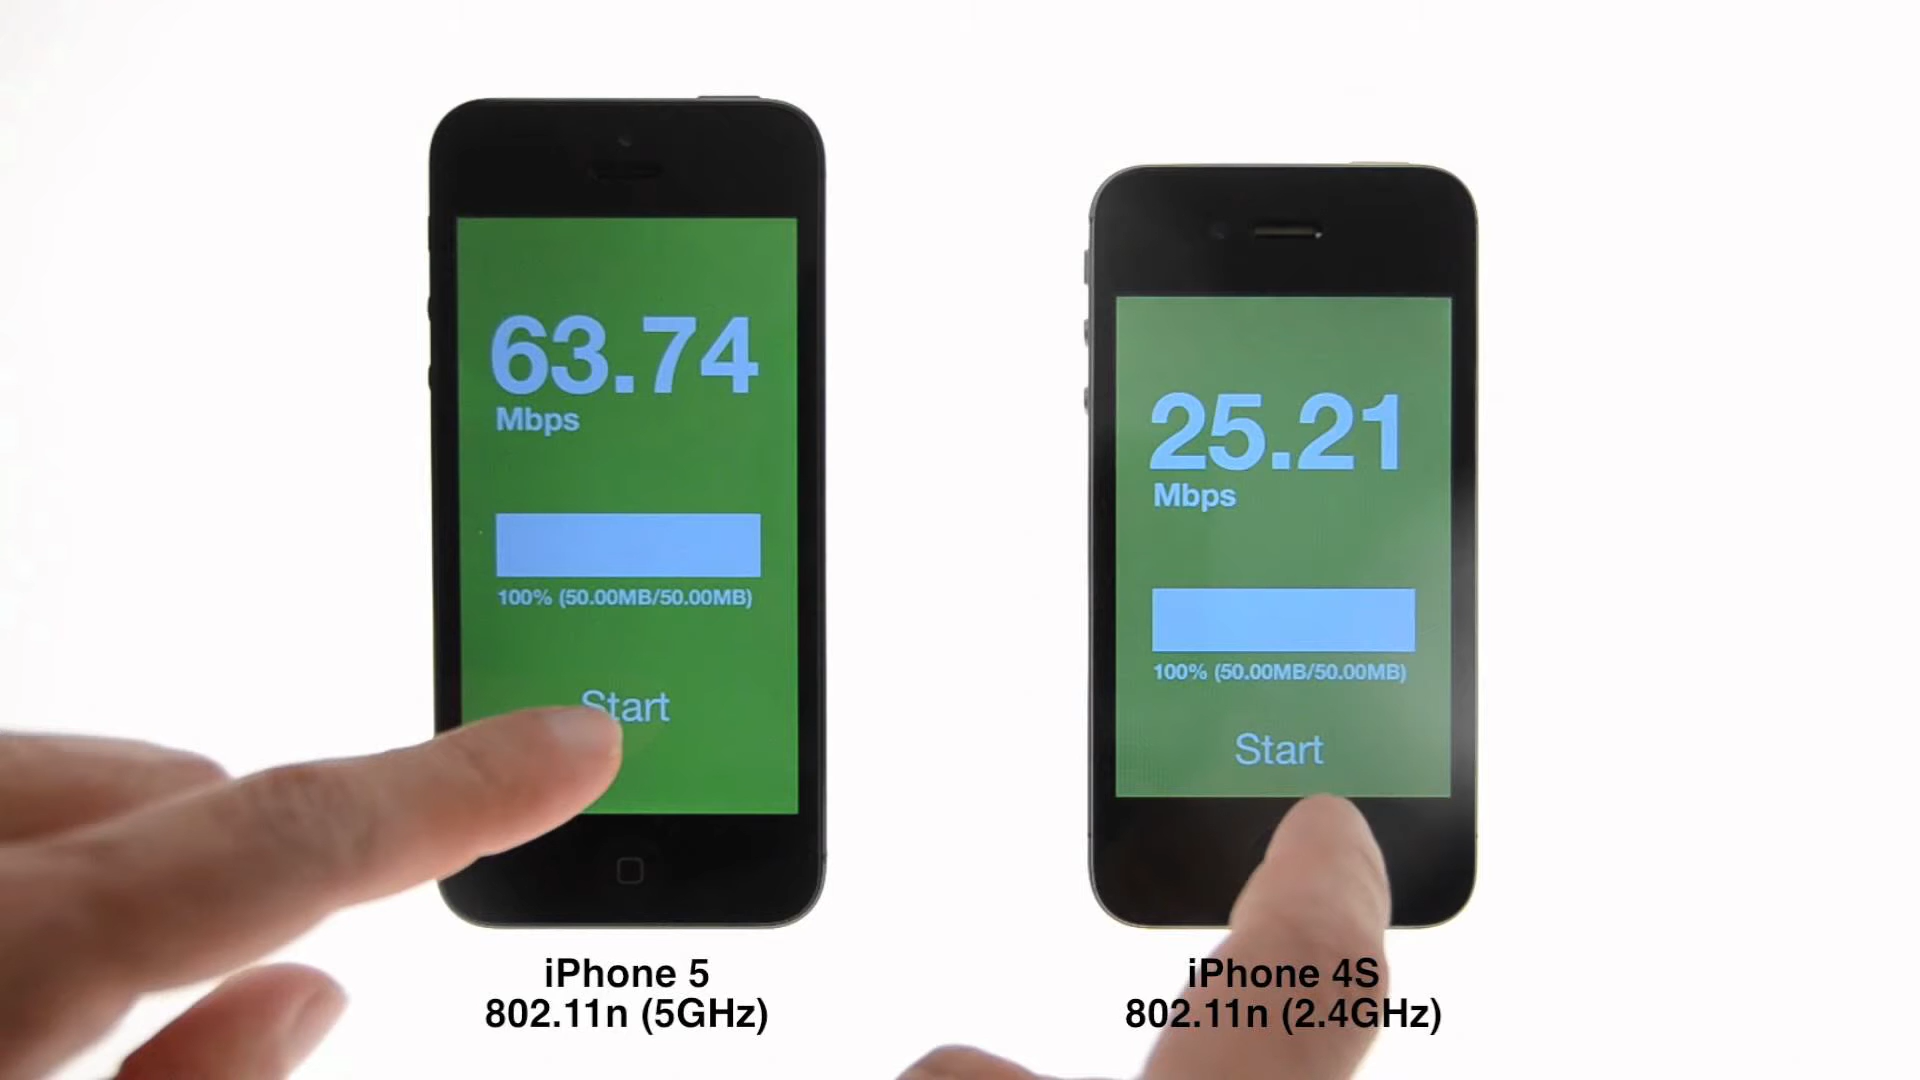 63.74
Mbps
100% (50.00MB/50.00MB)
Start
iPhone 5
802.11n (5GHz)
25.21
Mbps
100% (50.00MB/50.00MB)
Start
iPhone 4S
802.11n (2.4GHz)